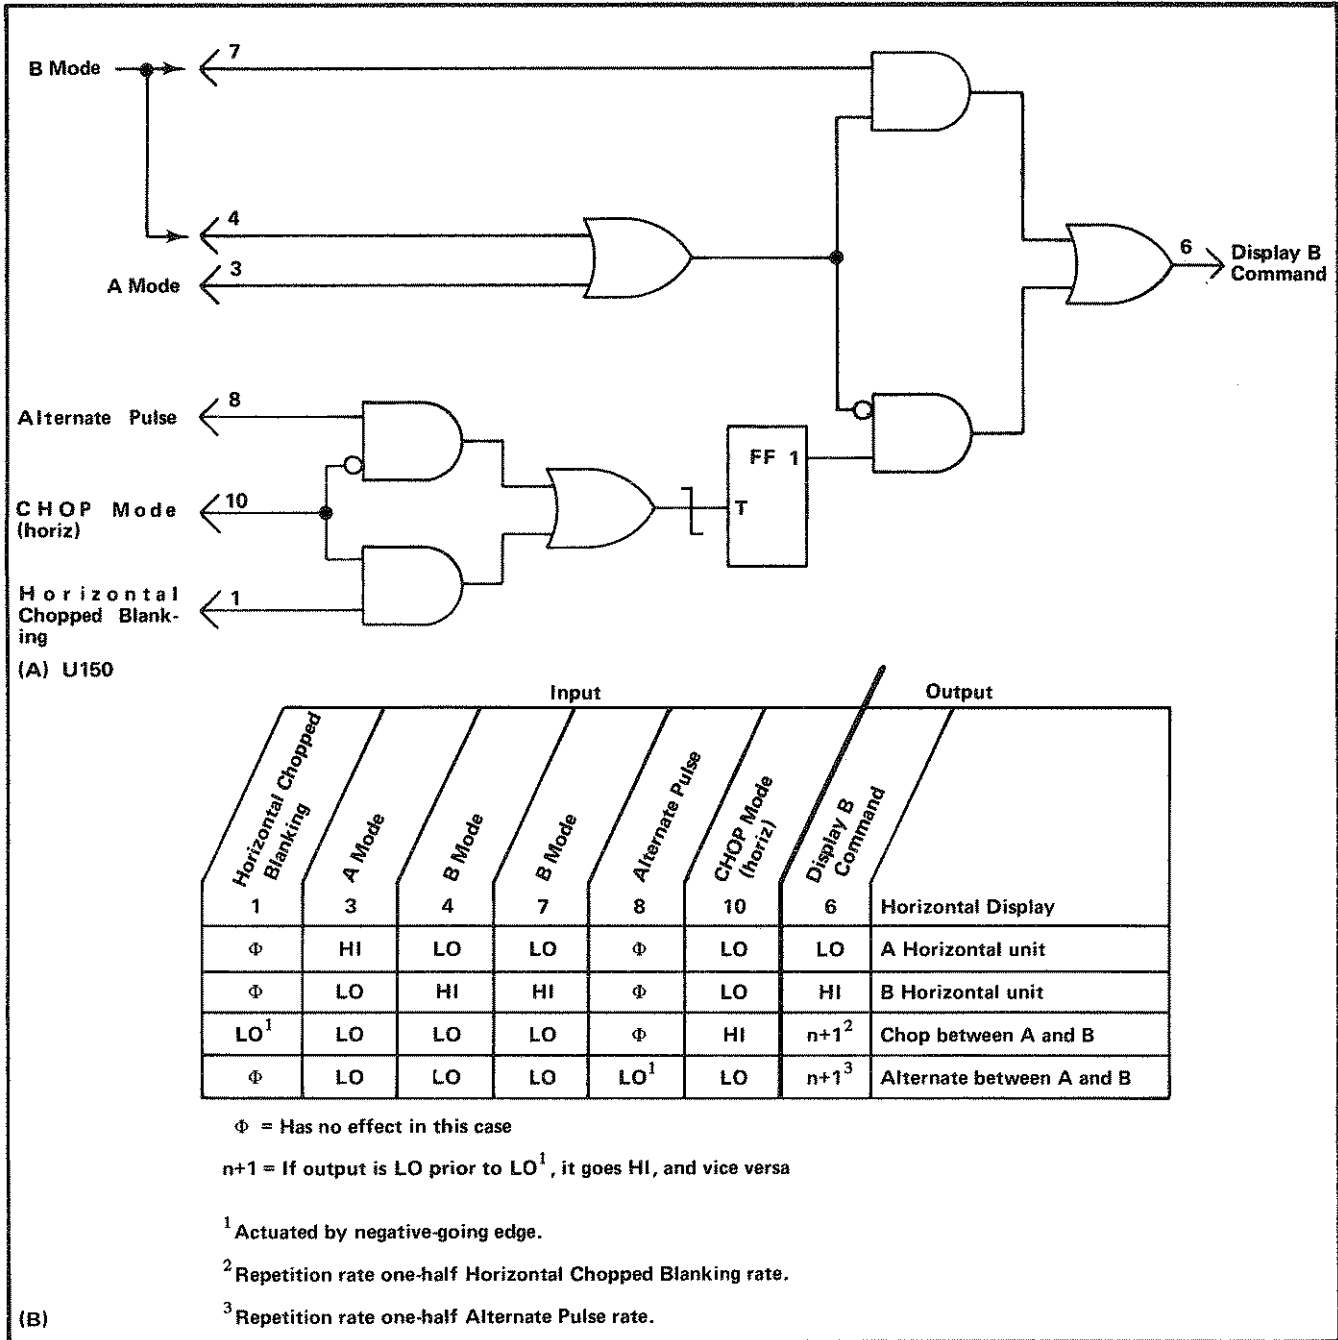 B Mode
7
4
3
A Mode
6
Display B
Command
Alternate Pulse
8
FF 1
CHOP Mode
(horiz)
10
T
Horizontal
Chopped Blank-
ing
1
(A) U150
Input
Output
Horizontal Chopped
Blanking
A Mode
B Mode
B Mode
Alternate Pulse
CHOP Mode
(horiz)
Display B
Command
1 3 4 7 8 10 6 Horizontal Display
Φ HI LO LO Φ LO LO A Horizontal unit
Φ LO HI HI Φ LO HI B Horizontal unit
LO¹ LO LO LO Φ HI n+1² Chop between A and B
Φ LO LO LO LO¹ LO n+1³ Alternate between A and B
Φ = Has no effect in this case
n+1 = If output is LO prior to LO¹, it goes HI, and vice versa
¹ Actuated by negative-going edge.
² Repetition rate one-half Horizontal Chopped Blanking rate.
³ Repetition rate one-half Alternate Pulse rate.
(B)